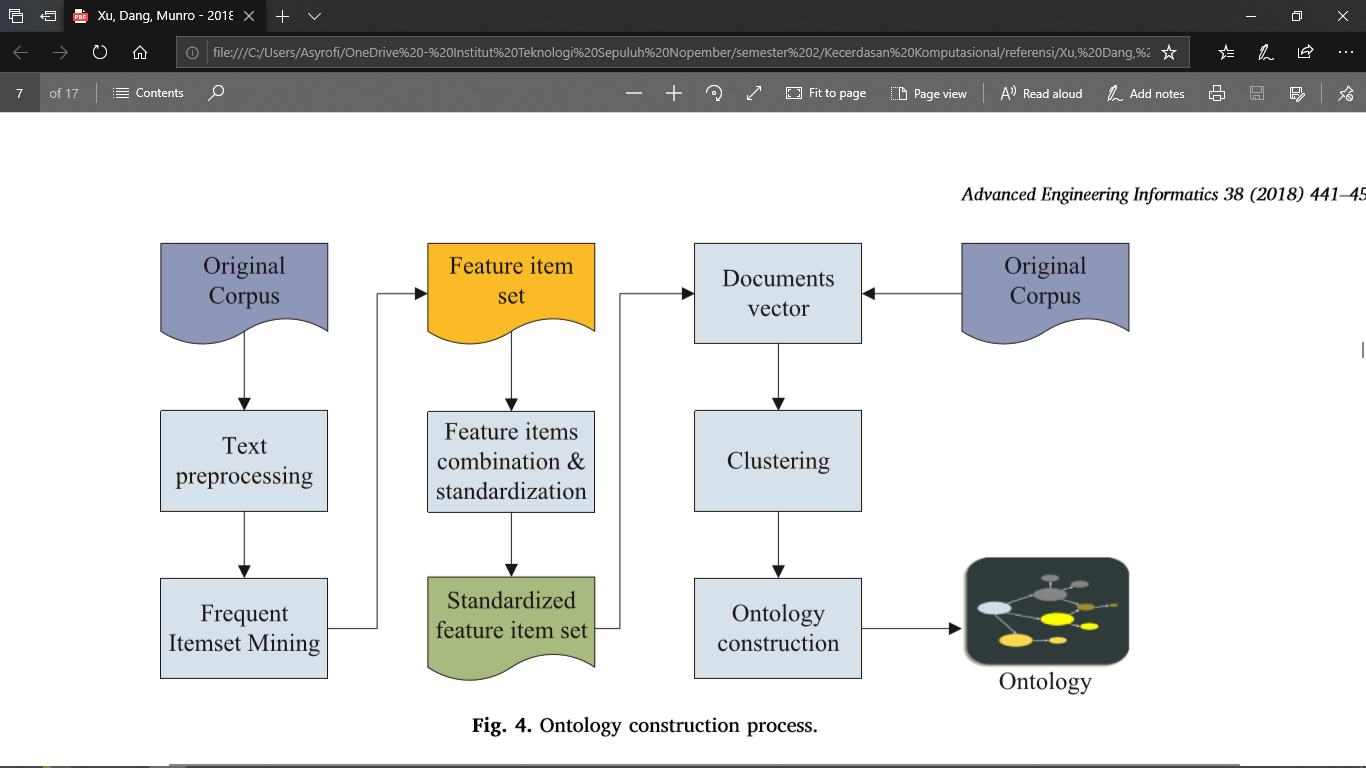 Xu, Dang, Munro - 2018
file:///C:/Users/Asyrofi/OneDrive%20-%20Institut%20Teknologi%20Sepuluh%20Nopember/semester%202/Kecerdasan%20Komputasional/referensi/Xu,%20Dang,%2
7 of 17 Contents Fit to page Page view Read aloud Add notes
Advanced Engineering Informatics 38 (2018) 441–45
Original
Corpus
Text
preprocessing
Frequent
Itemset Mining
Feature item
set
Feature items
combination &
standardization
Standardized
feature item set
Documents
vector
Clustering
Ontology
construction
Original
Corpus
Ontology
Fig. 4. Ontology construction process.